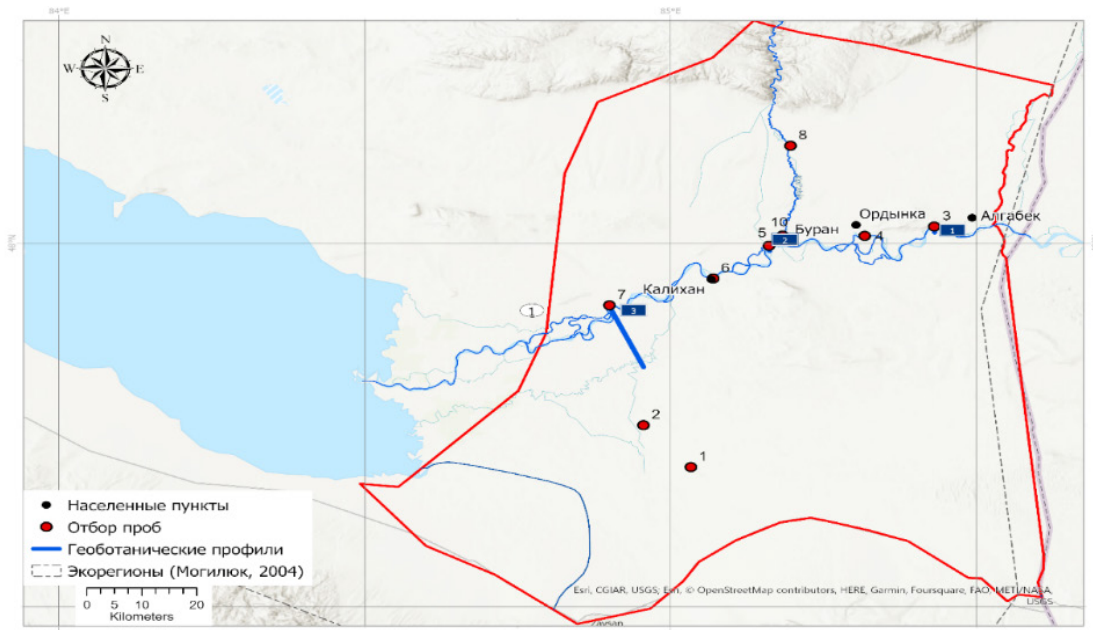 84°E
85°E
N
W E
S
8
Ордынка
3
Алгабек
10
Буран
1
4
5
2
48°N
6
Калихан
7
3
1
2
1
Населенные пункты
Отбор проб
Геоботанические профили
Экорегионы (Могилюк, 2004)
0 5 10 20
Kilometers
Esri, CGIAR, USGS; Esri, © OpenStreetMap contributors, HERE, Garmin, Foursquare, FAO, METI/NASA,
USGS
Zaysan